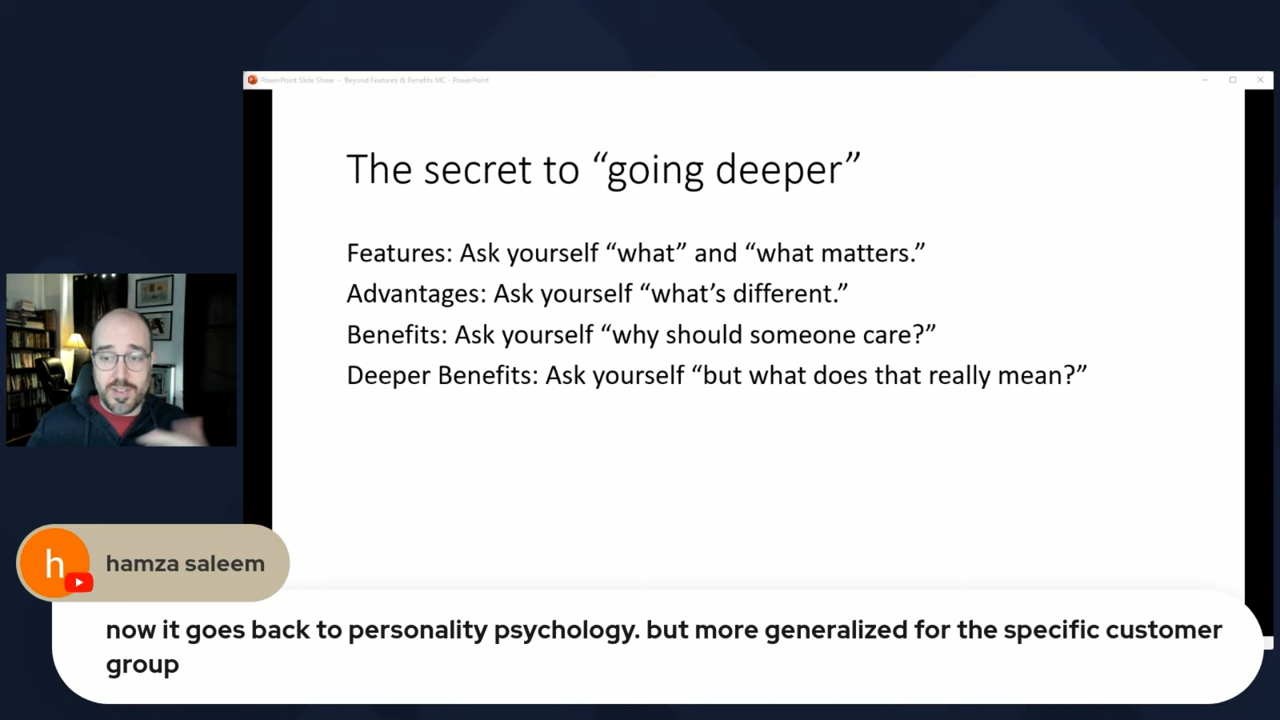 PowerPoint Slide Show - Beyond Features & Benefits MC - PowerPoint
The secret to “going deeper”
Features: Ask yourself “what” and “what matters.”
Advantages: Ask yourself “what’s different.”
Benefits: Ask yourself “why should someone care?”
Deeper Benefits: Ask yourself “but what does that really mean?”
h
hamza saleem
now it goes back to personality psychology. but more generalized for the specific customer
group